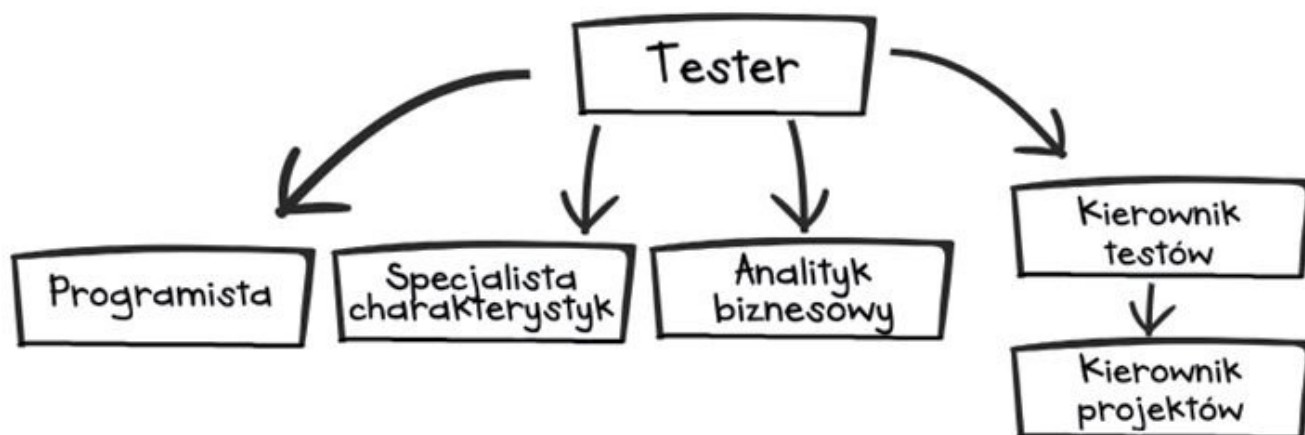 Tester
Programista
Specjalista
charakterystyk
Analityk
biznesowy
Kierownik
testów
Kierownik
projektów